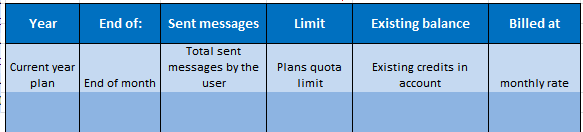 Year End of: Sent messages Limit Existing balance Billed at
Current year plan End of month Total sent messages by the user Plans quota limit Existing credits in account monthly rate